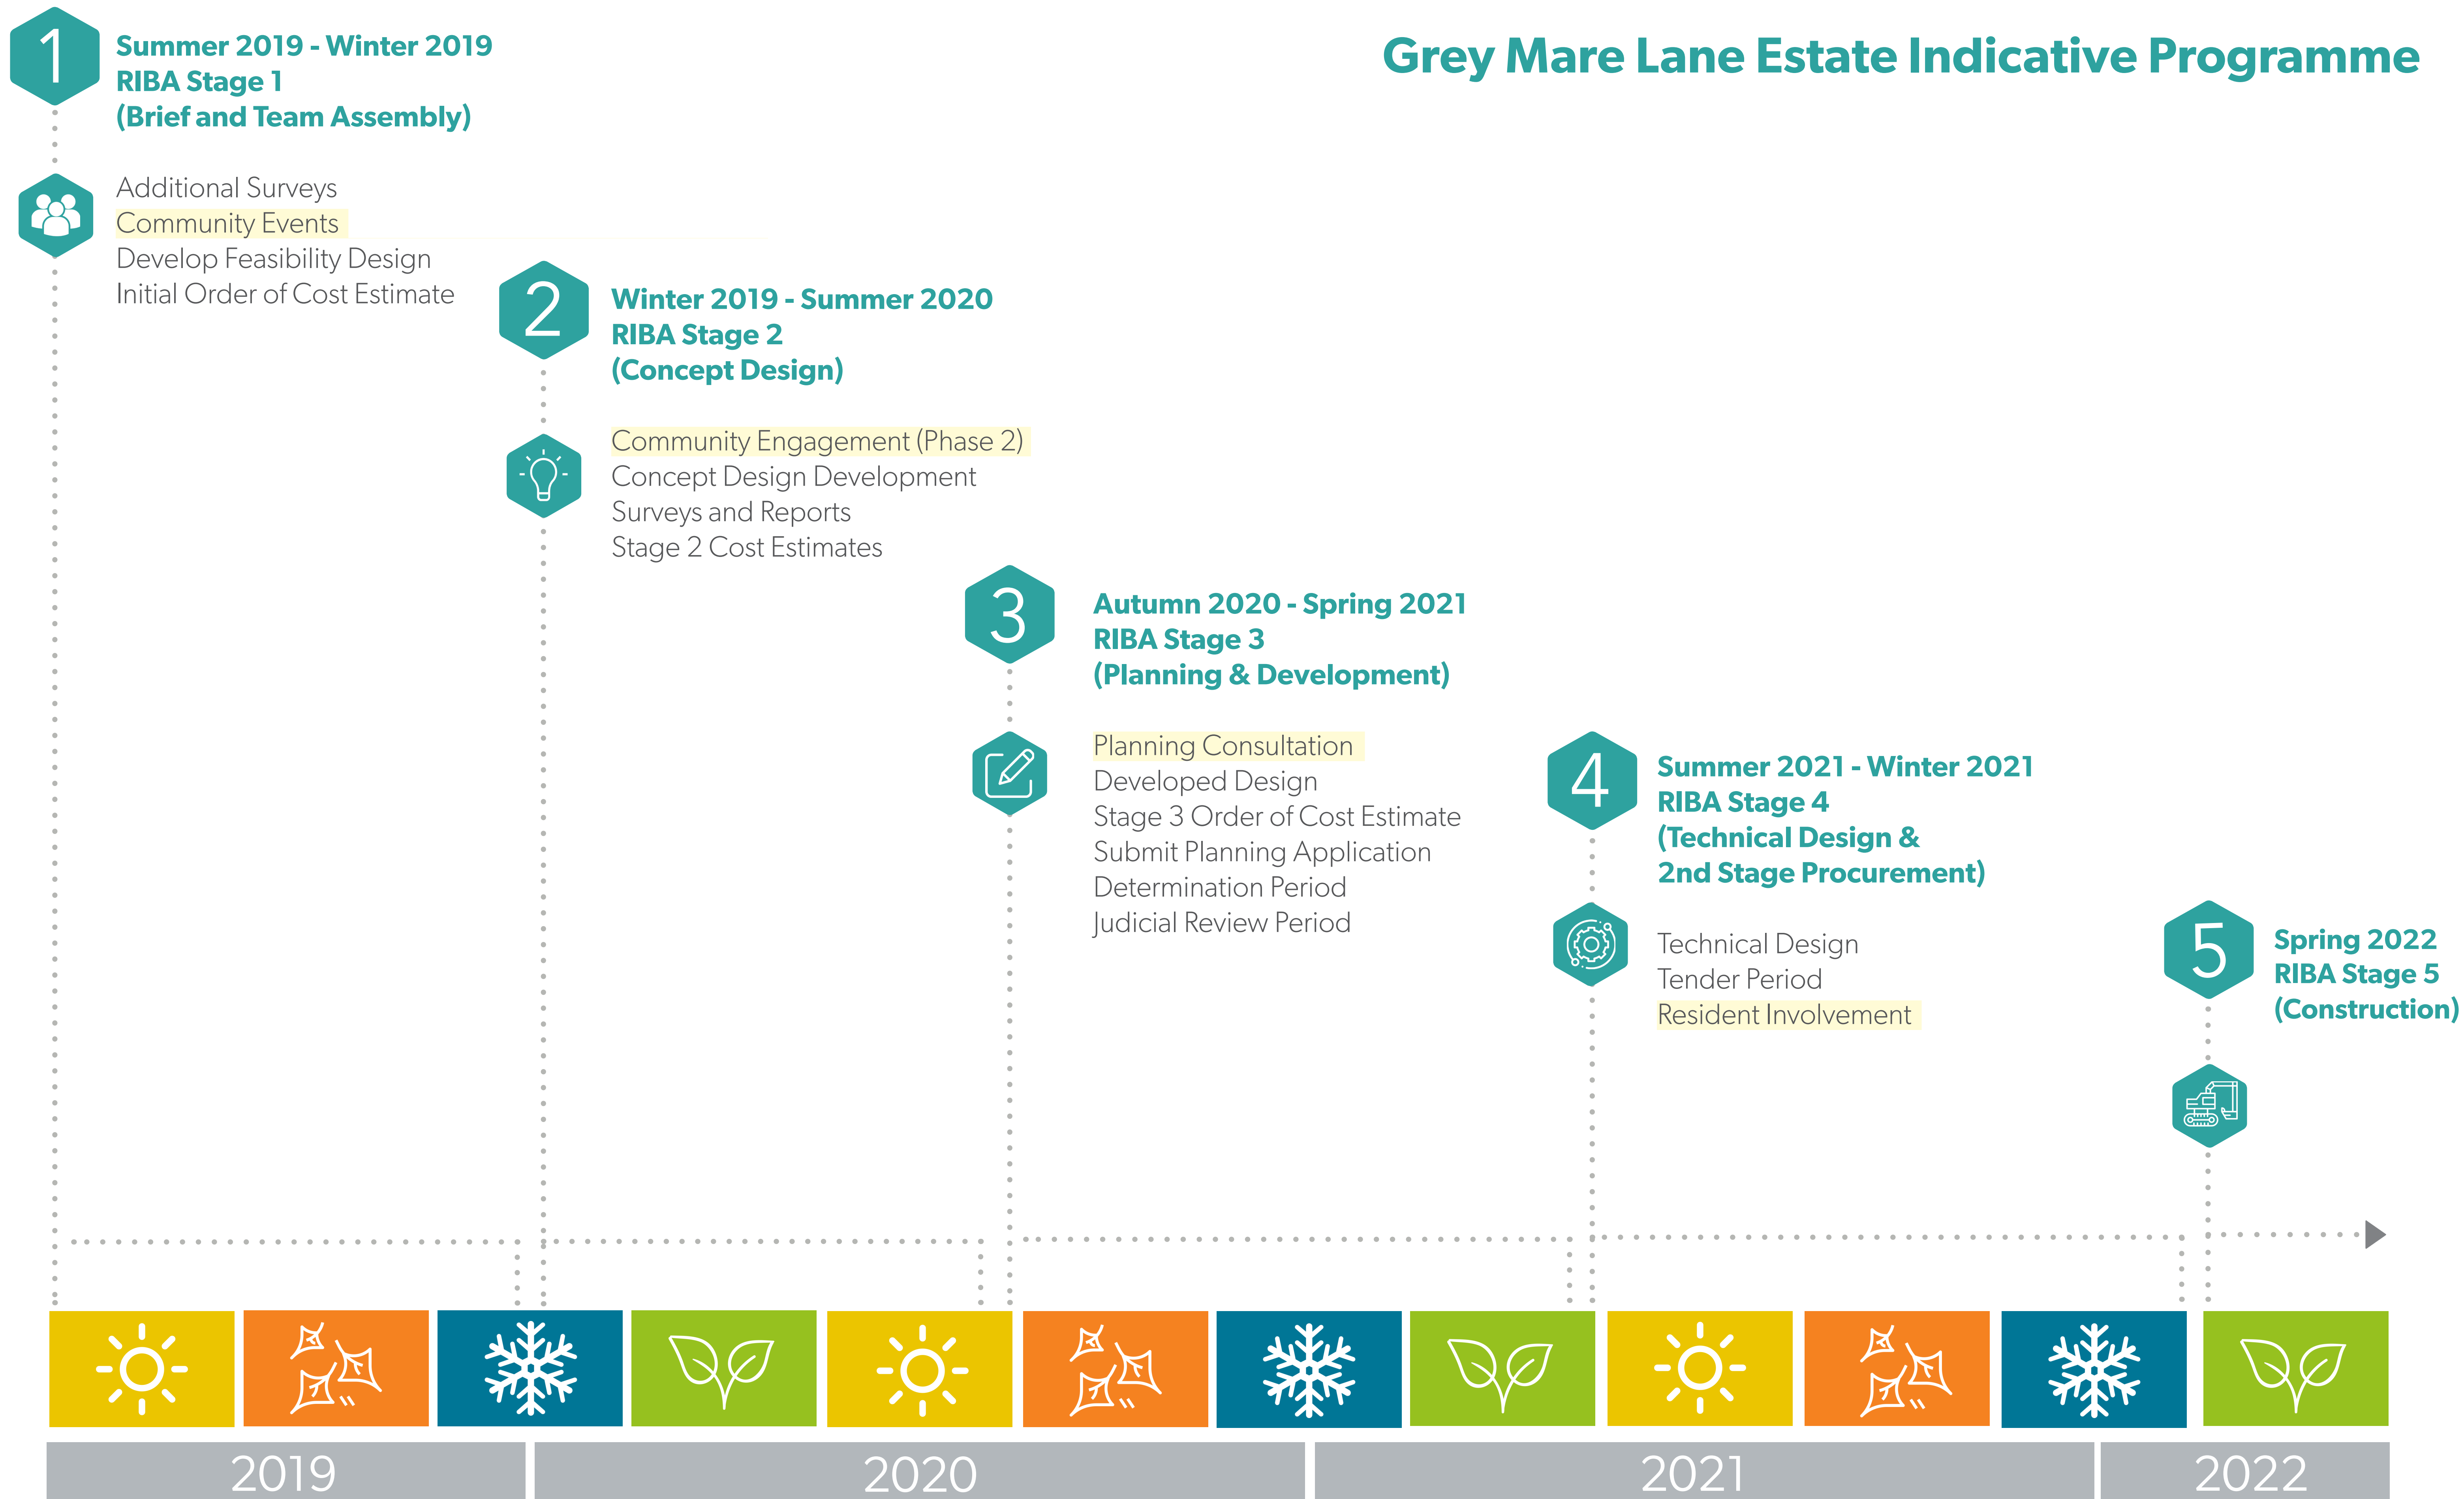 Grey Mare Lane Estate Indicative Programme
1
Summer 2019 - Winter 2019
RIBA Stage 1
(Brief and Team Assembly)
Additional Surveys
Community Events
Develop Feasibility Design
Initial Order of Cost Estimate
2
Winter 2019 - Summer 2020
RIBA Stage 2
(Concept Design)
Community Engagement (Phase 2)
Concept Design Development
Surveys and Reports
Stage 2 Cost Estimates
3
Autumn 2020 - Spring 2021
RIBA Stage 3
(Planning & Development)
Planning Consultation
Developed Design
Stage 3 Order of Cost Estimate
Submit Planning Application
Determination Period
Judicial Review Period
4
Summer 2021 - Winter 2021
RIBA Stage 4
(Technical Design &
2nd Stage Procurement)
Technical Design
Tender Period
Resident Involvement
5
Spring 2022
RIBA Stage 5
(Construction)
2019
2020
2021
2022